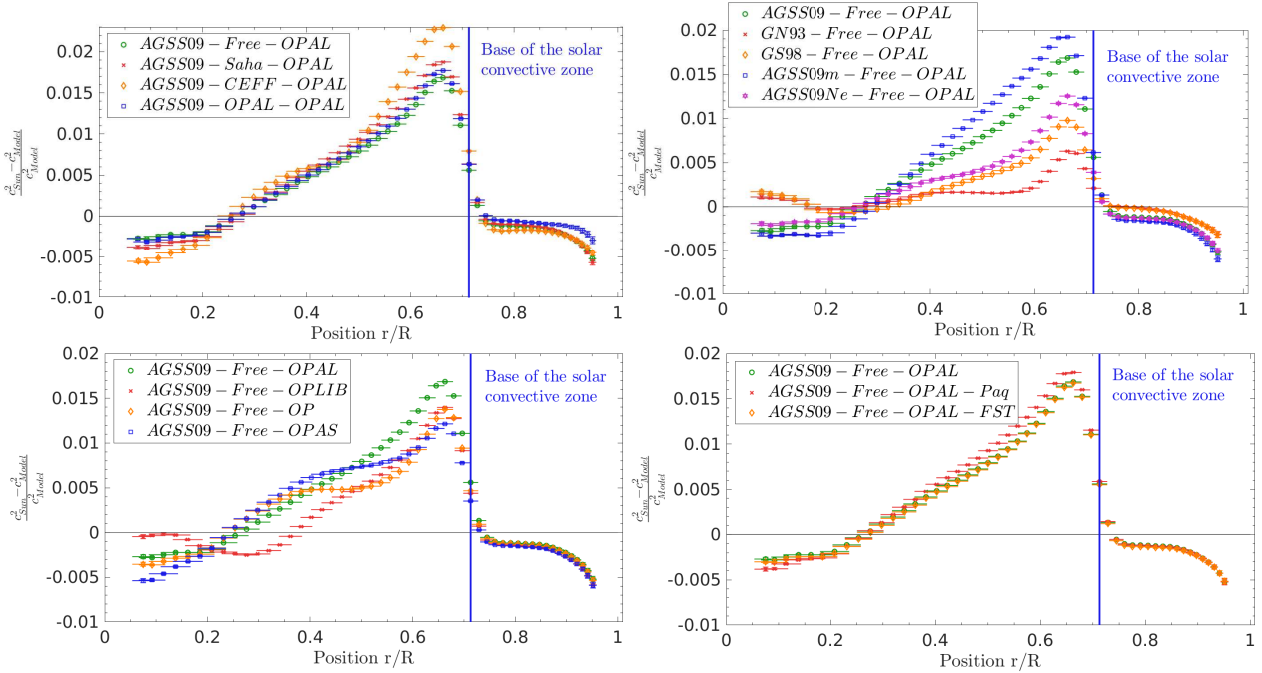 AGSS09-Free-OPAL
AGSS09-Saha-OPAL
AGSS09-CEFF-OPAL
AGSS09-OPAL-OPAL
Base of the solar
convective zone
0.02
0.015
0.01
0.005
0
-0.005
-0.01
0
0.2
0.4
0.6
0.8
1
Position r/R
c²Sun−c²Model
c²Model
AGSS09-Free-OPAL
GN93-Free-OPAL
GS98-Free-OPAL
AGSS09m-Free-OPAL
AGSS09Ne-Free-OPAL
Base of the solar
convective zone
0.02
0.015
0.01
0.005
0
-0.005
-0.01
0
0.2
0.4
0.6
0.8
1
Position r/R
c²Sun−c²Model
c²Model
AGSS09-Free-OPAL
AGSS09-Free-OPLIB
AGSS09-Free-OP
AGSS09-Free-OPAS
Base of the solar
convective zone
0.02
0.015
0.01
0.005
0
-0.005
-0.01
0
0.2
0.4
0.6
0.8
1
Position r/R
c²Sun−c²Model
c²Model
AGSS09-Free-OPAL
AGSS09-Free-OPAL-Paq
AGSS09-Free-OPAL-FST
Base of the solar
convective zone
0.02
0.015
0.01
0.005
0
-0.005
-0.01
0
0.2
0.4
0.6
0.8
1
Position r/R
c²Sun−c²Model
c²Model